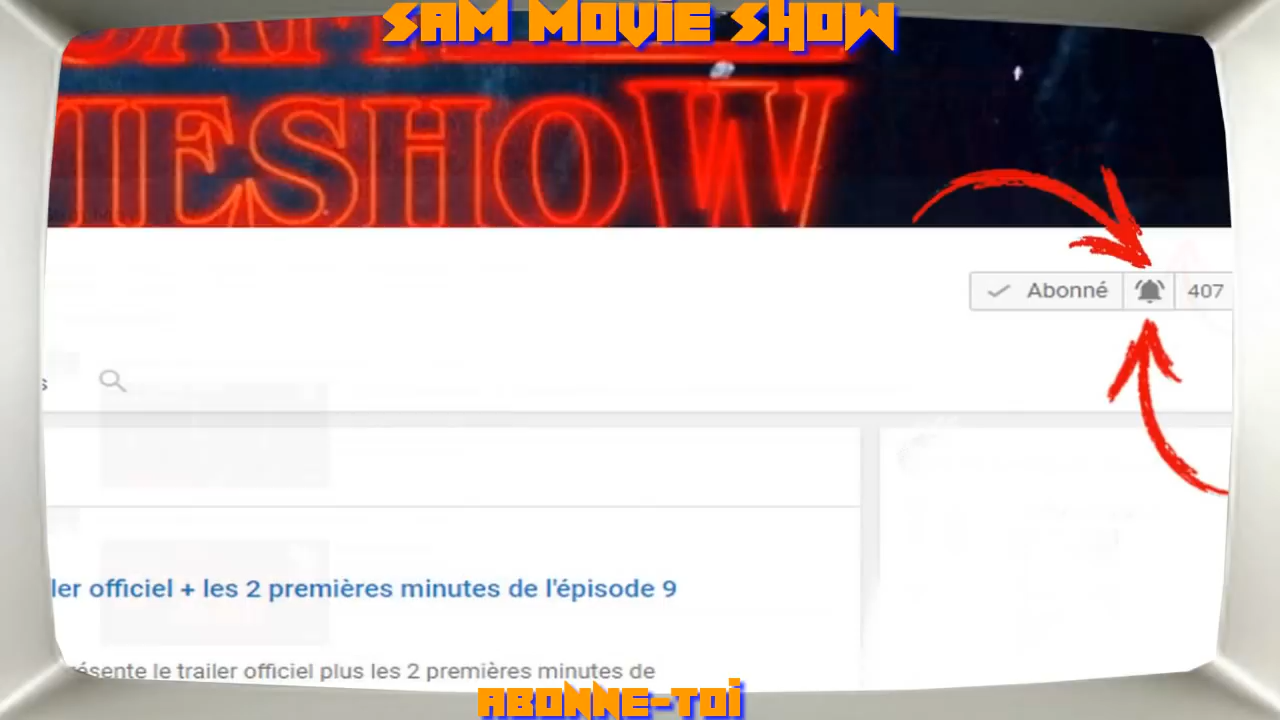 SAM MOVIE SHOW
IESHOW
Abonné
407
s
ler officiel + les 2 premières minutes de l'épisode 9
ésente le trailer officiel plus les 2 premières minutes de
ABONNE-TOI